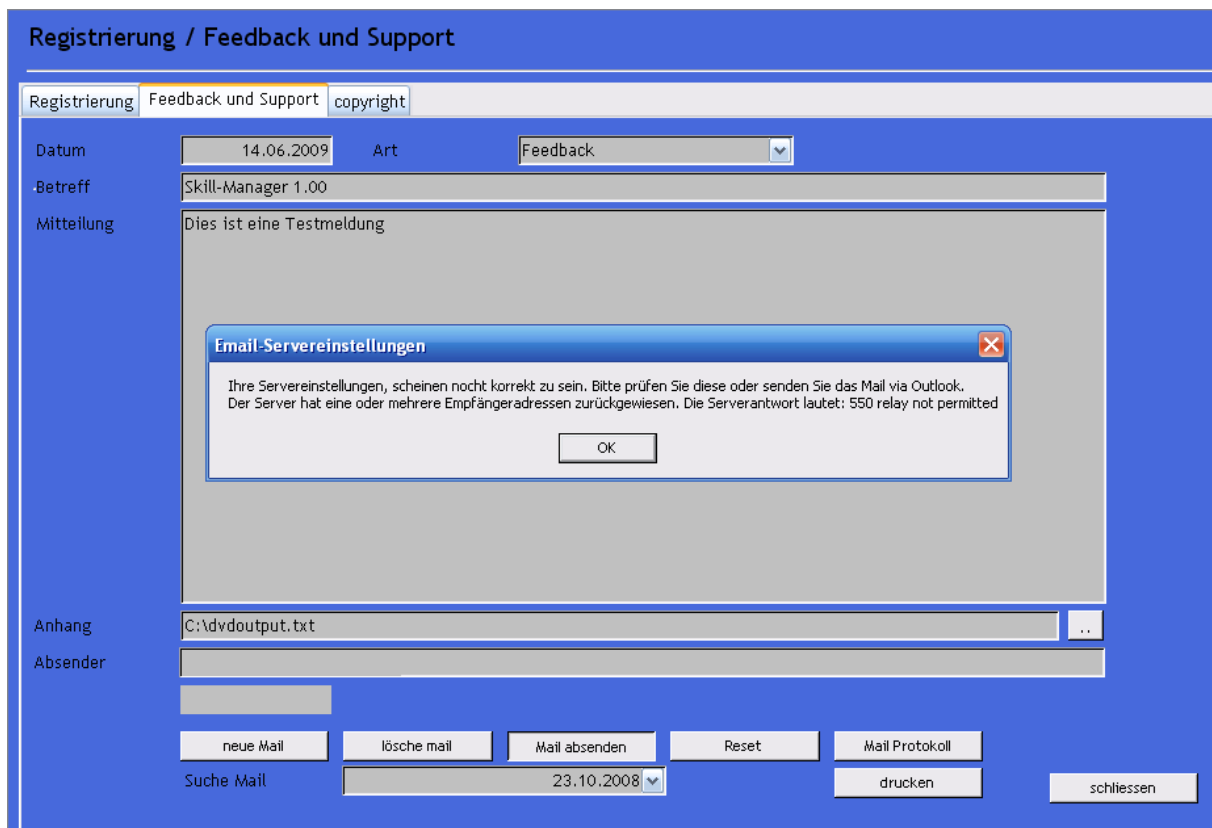 Registrierung / Feedback und Support
Registrierung Feedback und Support copyright
Datum 14.06.2009 Art Feedback
Betreff Skill-Manager 1.00
Mitteilung Dies ist eine Testmeldung
Email-Servereinstellungen
Ihre Servereinstellungen, scheinen nocht korrekt zu sein. Bitte prüfen Sie diese oder senden Sie das Mail via Outlook.
Der Server hat eine oder mehrere Empfängeradressen zurückgewiesen. Die Serverantwort lautet: 550 relay not permitted
OK
Anhang C:\dvdoutput.txt ..
Absender
neue Mail lösche mail Mail absenden Reset Mail Protokoll
Suche Mail 23.10.2008 drucken schliessen